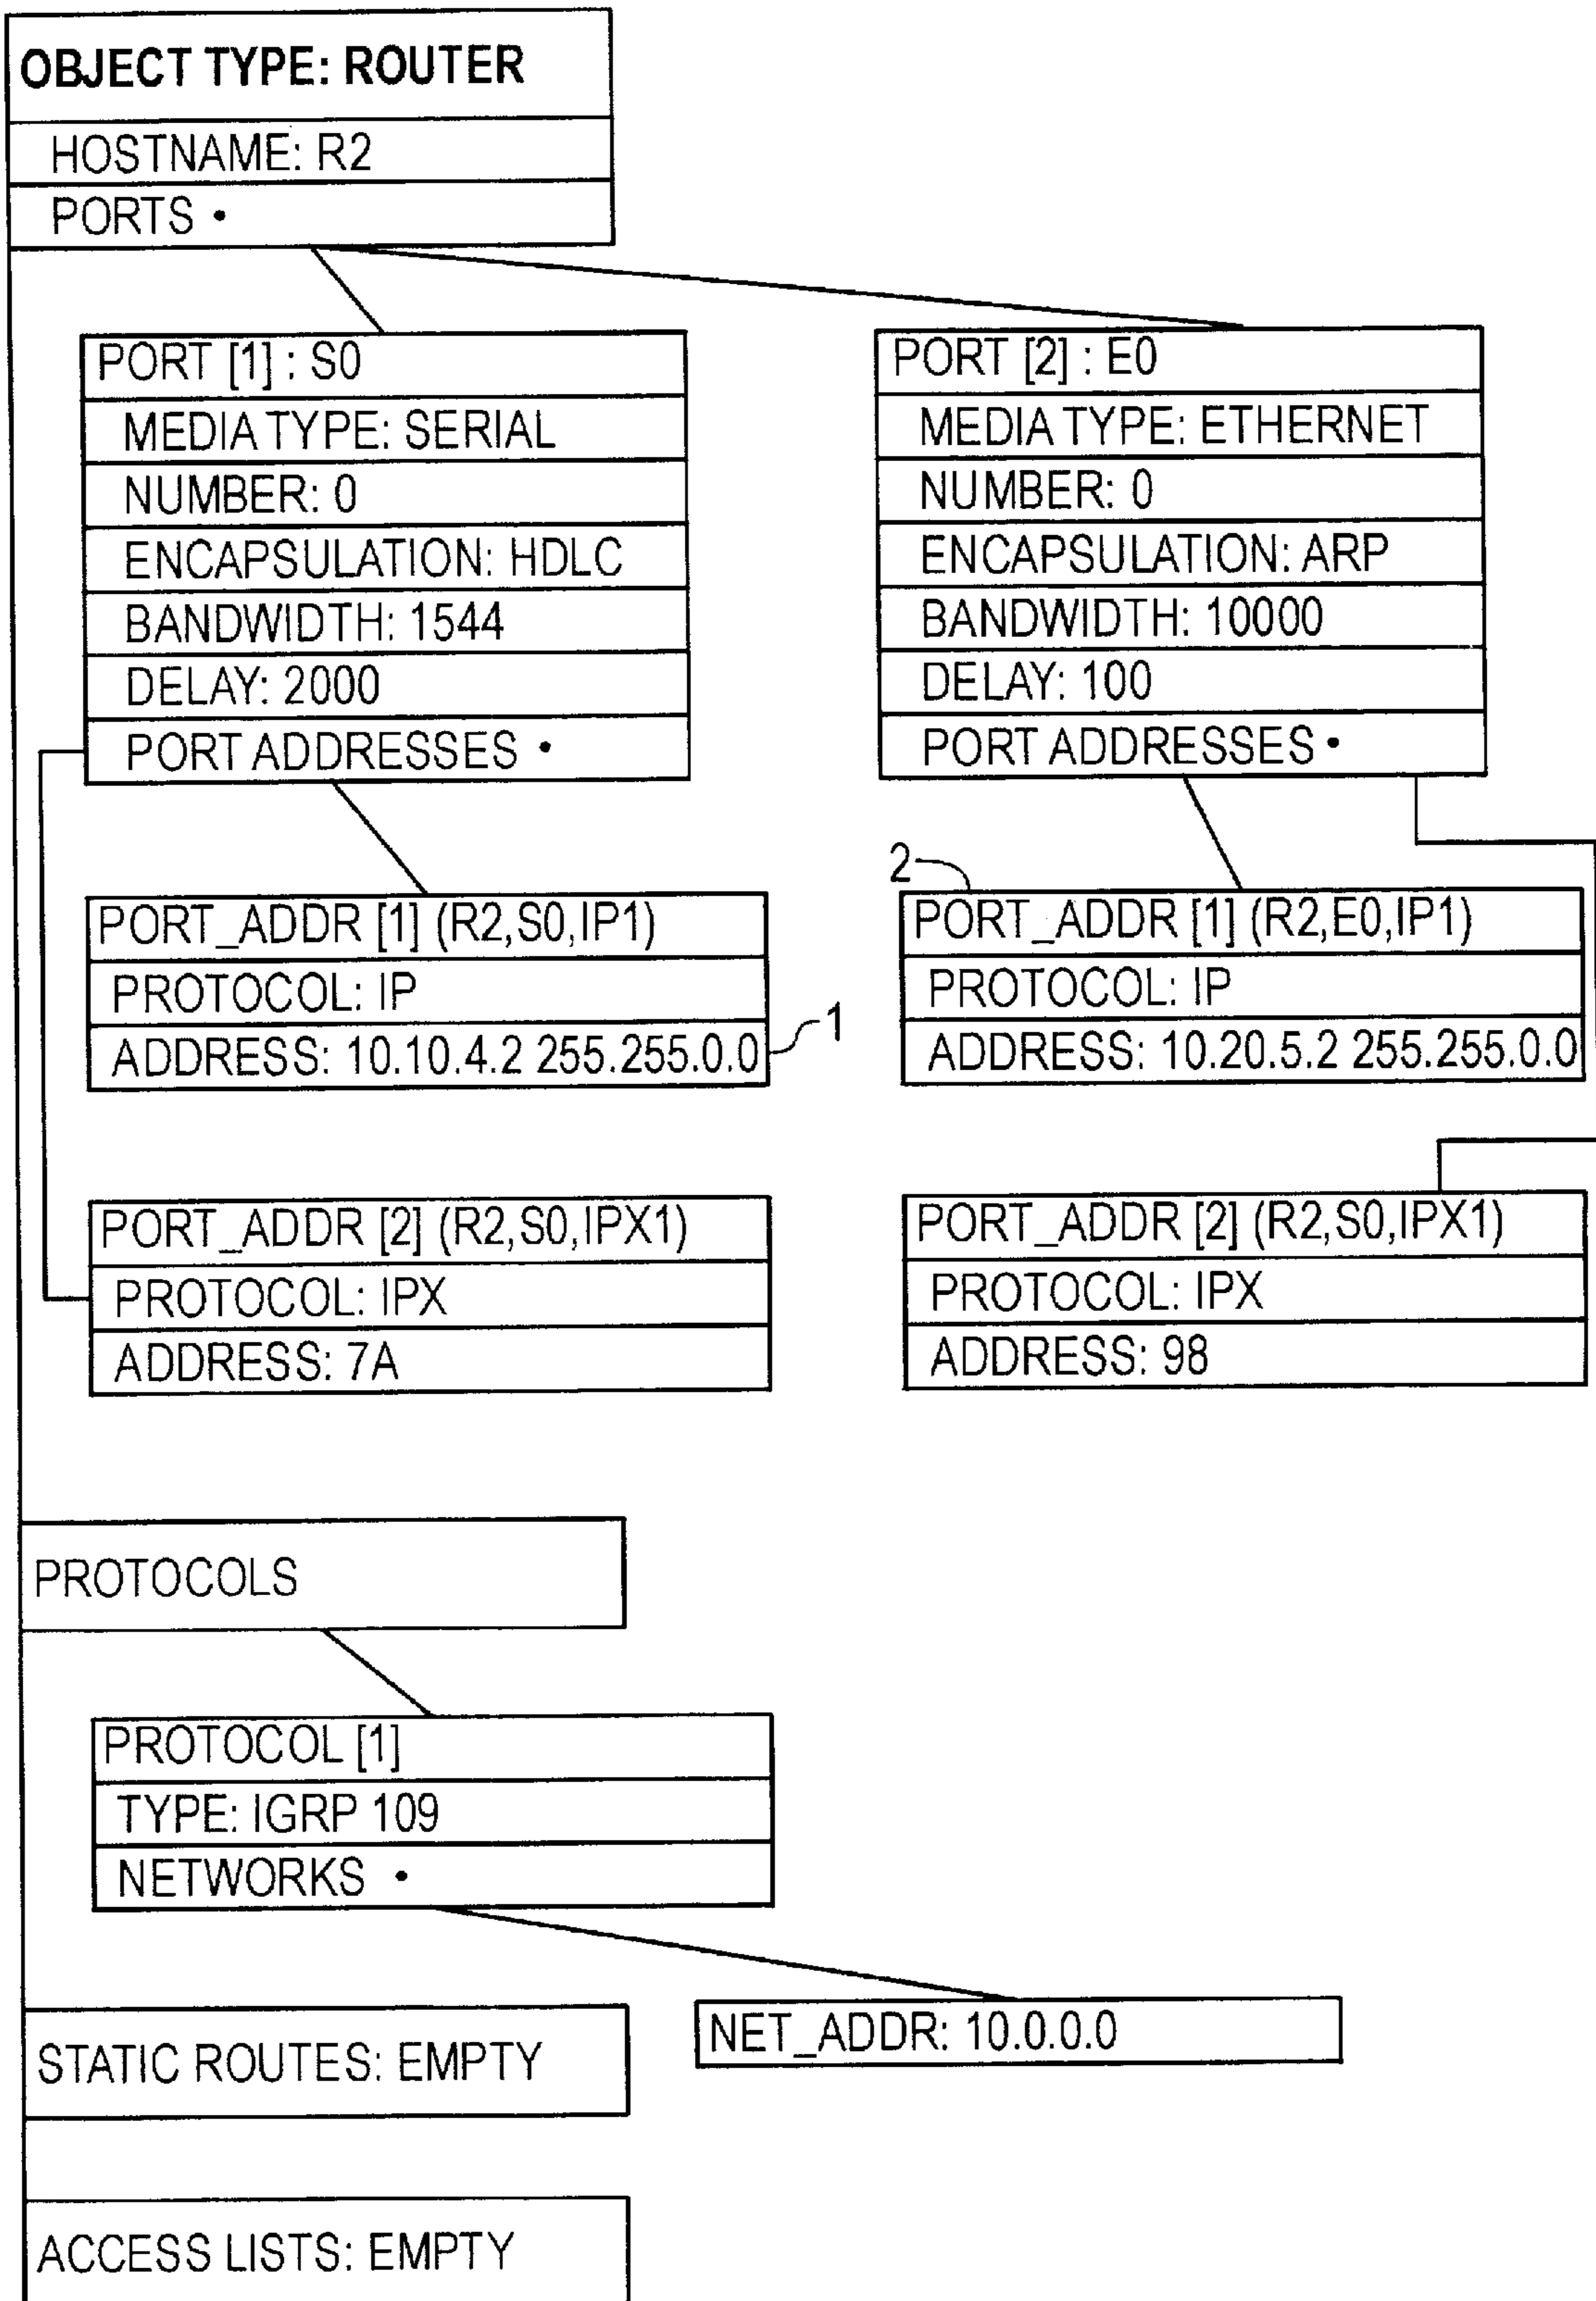 OBJECT TYPE: ROUTER
HOSTNAME: R2
PORTS •
PORT [1] : S0
MEDIA TYPE: SERIAL
NUMBER: 0
ENCAPSULATION: HDLC
BANDWIDTH: 1544
DELAY: 2000
PORT ADDRESSES •
PORT [2] : E0
MEDIA TYPE: ETHERNET
NUMBER: 0
ENCAPSULATION: ARP
BANDWIDTH: 10000
DELAY: 100
PORT ADDRESSES •
PORT_ADDR [1] (R2,S0,IP1)
PROTOCOL: IP
ADDRESS: 10.10.4.2 255.255.0.0
1
2
PORT_ADDR [1] (R2,E0,IP1)
PROTOCOL: IP
ADDRESS: 10.20.5.2 255.255.0.0
PORT_ADDR [2] (R2,S0,IPX1)
PROTOCOL: IPX
ADDRESS: 7A
PORT_ADDR [2] (R2,S0,IPX1)
PROTOCOL: IPX
ADDRESS: 98
PROTOCOLS
PROTOCOL [1]
TYPE: IGRP 109
NETWORKS •
NET_ADDR: 10.0.0.0
STATIC ROUTES: EMPTY
ACCESS LISTS: EMPTY